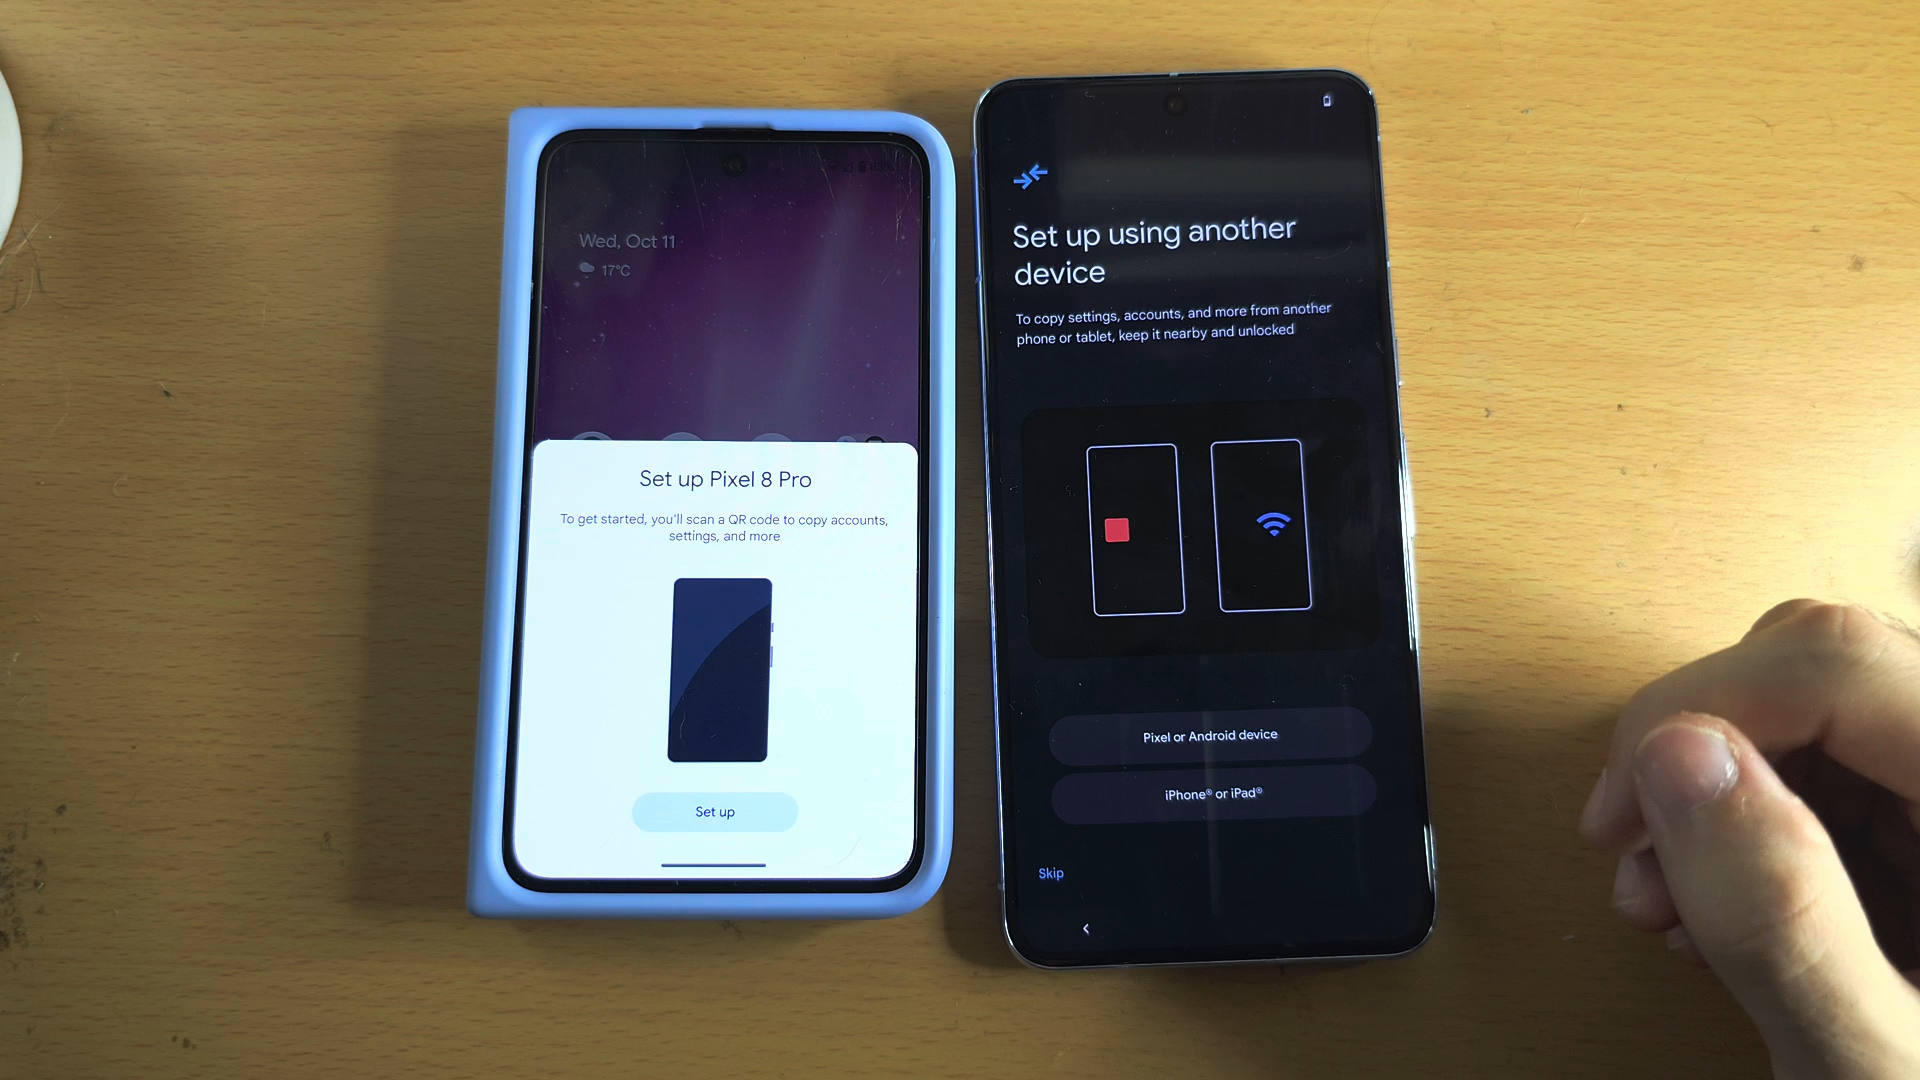 Wed, Oct 11
17°C
Set up Pixel 8 Pro
To get started, you'll scan a QR code to copy accounts,
settings, and more
Set up
Set up using another
device
To copy settings, accounts, and more from another
phone or tablet, keep it nearby and unlocked
Pixel or Android device
iPhone® or iPad®
Skip